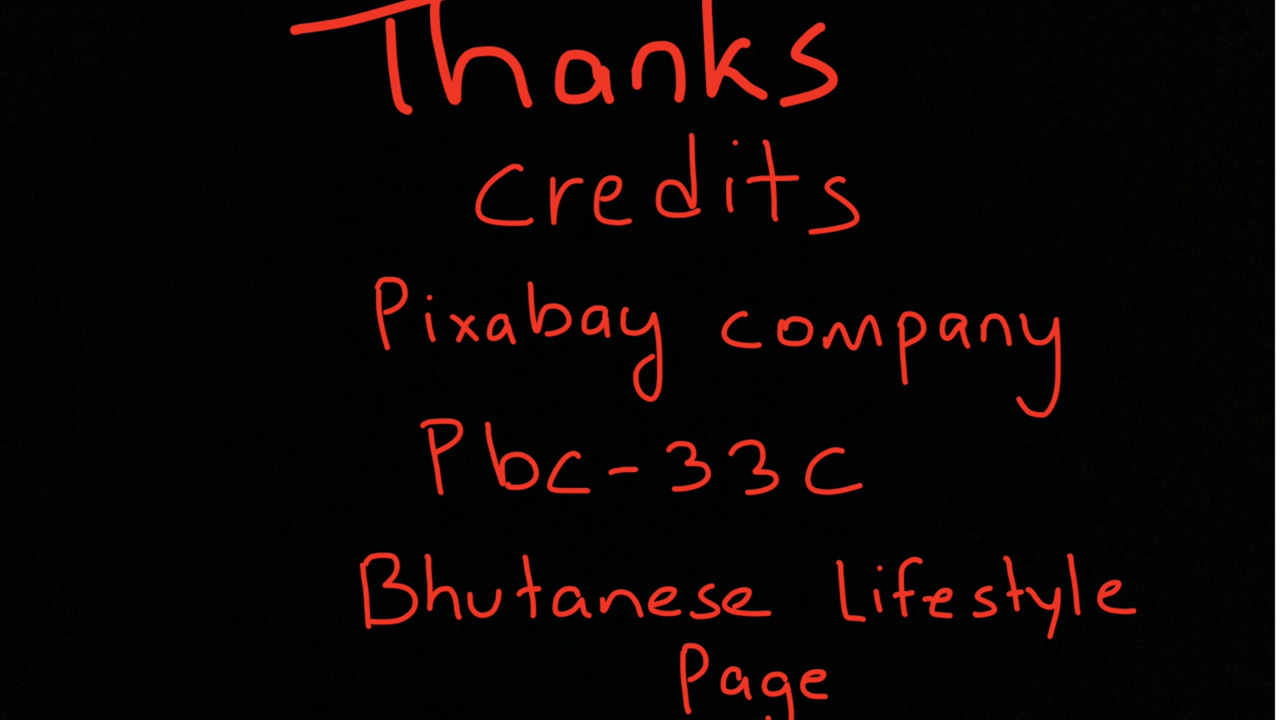 Thanks
credits
Pixabay company
Pbc-33c
Bhutanese Lifestyle
Page